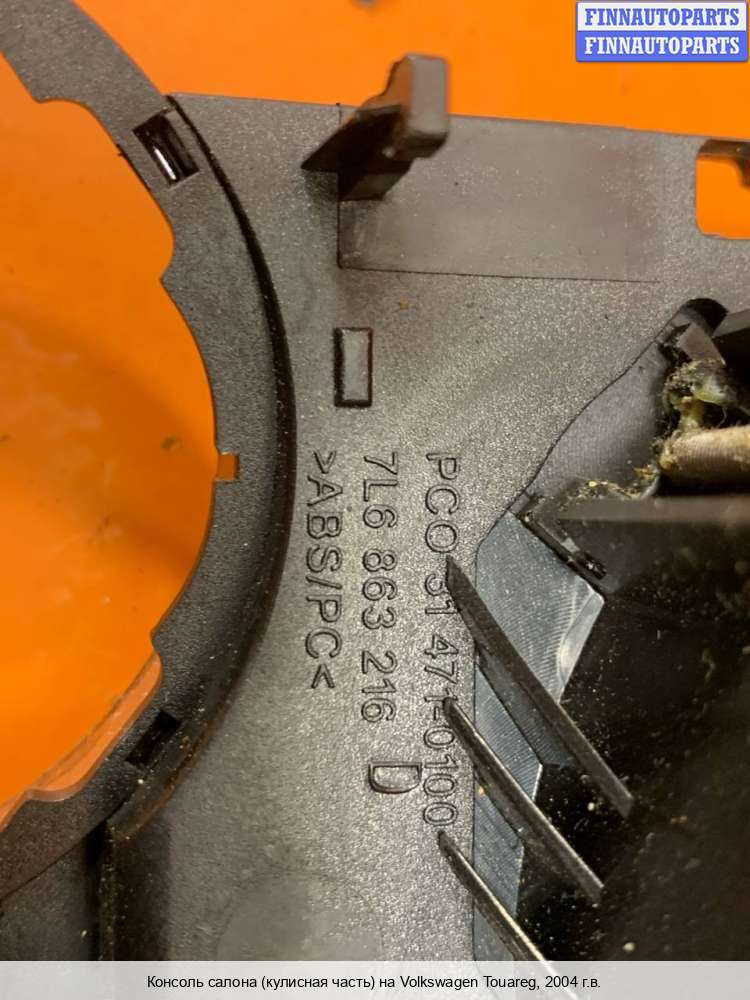 FINNAUTOPARTS
FINNAUTOPARTS
PCO 31 471-0100
7L6 863 216 D
>ABS/PC<
Консоль салона (кулисная часть) на Volkswagen Touareg, 2004 г.в.